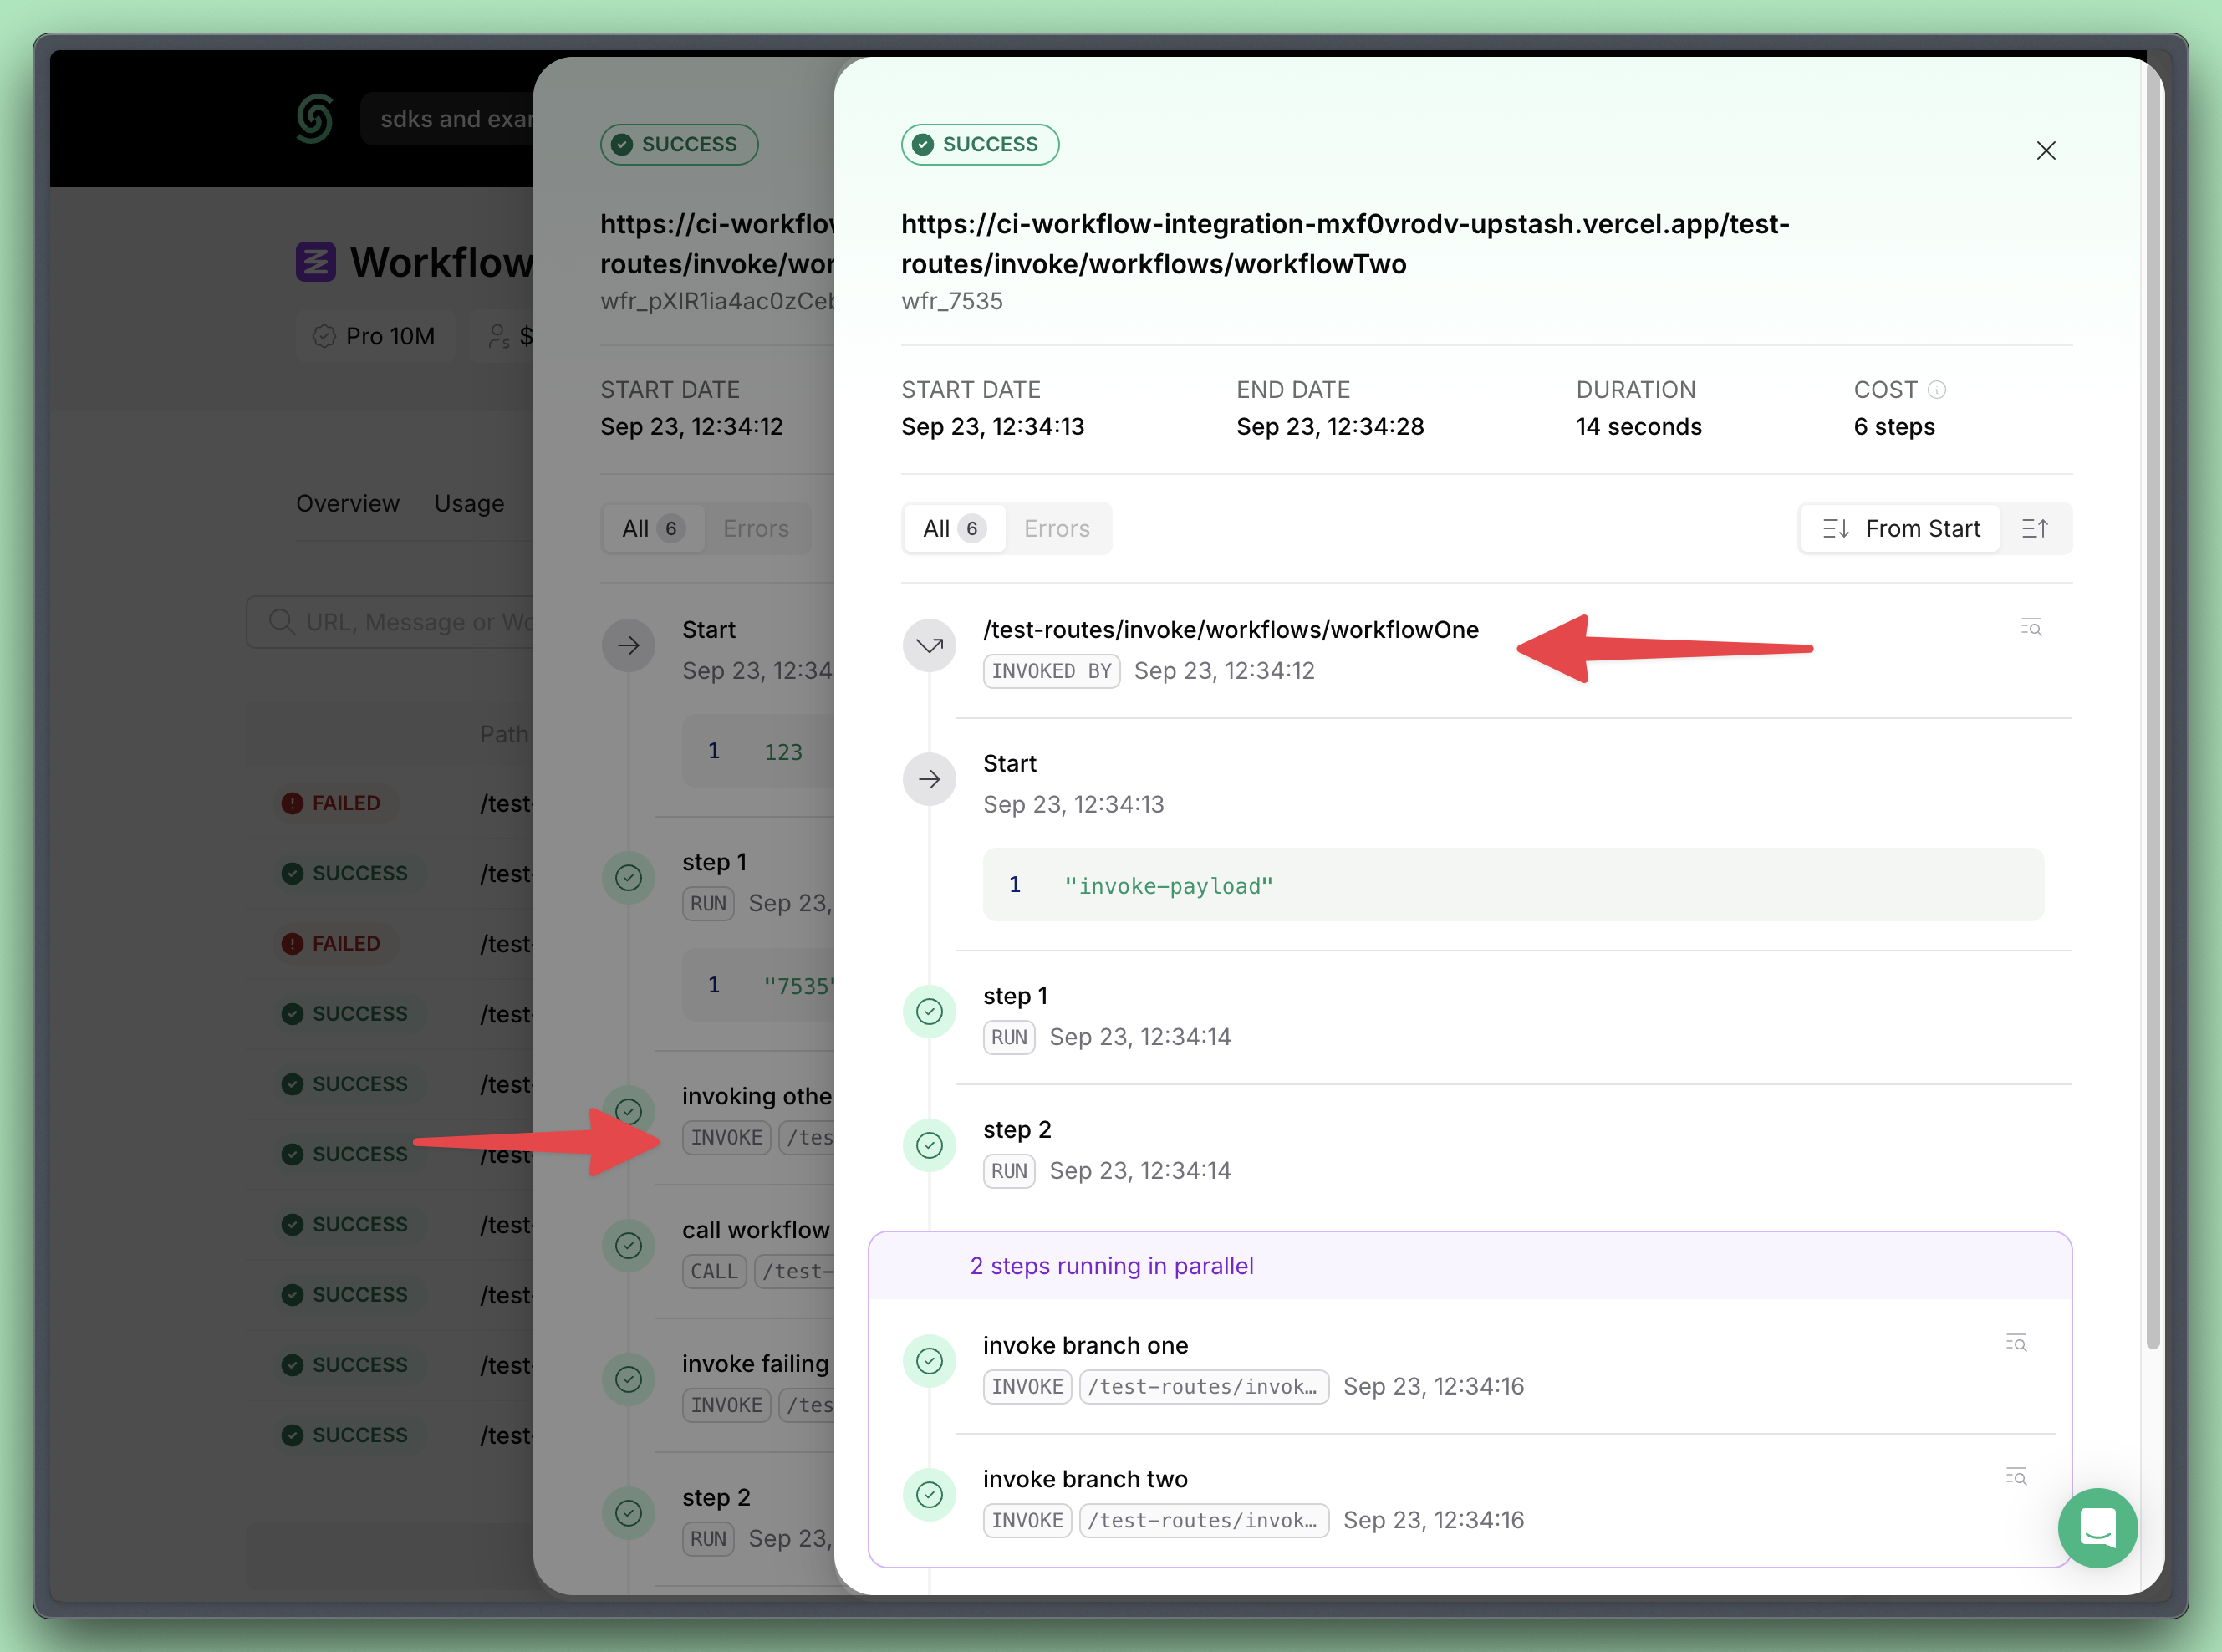 sdks and exar
Workflow
Pro 10M
$
Overview
Usage
URL, Message or Wo
Path
FAILED
/test-
SUCCESS
/test-
FAILED
/test-
SUCCESS
/test-
SUCCESS
/test-
SUCCESS
/test-
SUCCESS
/test-
SUCCESS
/test-
SUCCESS
/test-
SUCCESS
/test-
SUCCESS
https://ci-workflow
routes/invoke/wor
wfr_pXIR1ia4ac0zCeb
START DATE
Sep 23, 12:34:12
All 6
Errors
Start
Sep 23, 12:34
1 123
step 1
RUN Sep 23,
1 "7535"
invoking othe
INVOKE /tes
call workflow
CALL /test-
invoke failing
INVOKE /tes
step 2
RUN Sep 23,
SUCCESS
https://ci-workflow-integration-mxf0vrodv-upstash.vercel.app/test-
routes/invoke/workflows/workflowTwo
wfr_7535
START DATE
Sep 23, 12:34:13
END DATE
Sep 23, 12:34:28
DURATION
14 seconds
COST
6 steps
All 6
Errors
From Start
/test-routes/invoke/workflows/workflowOne
INVOKED BY Sep 23, 12:34:12
Start
Sep 23, 12:34:13
1 "invoke-payload"
step 1
RUN Sep 23, 12:34:14
step 2
RUN Sep 23, 12:34:14
2 steps running in parallel
invoke branch one
INVOKE /test-routes/invok… Sep 23, 12:34:16
invoke branch two
INVOKE /test-routes/invok… Sep 23, 12:34:16